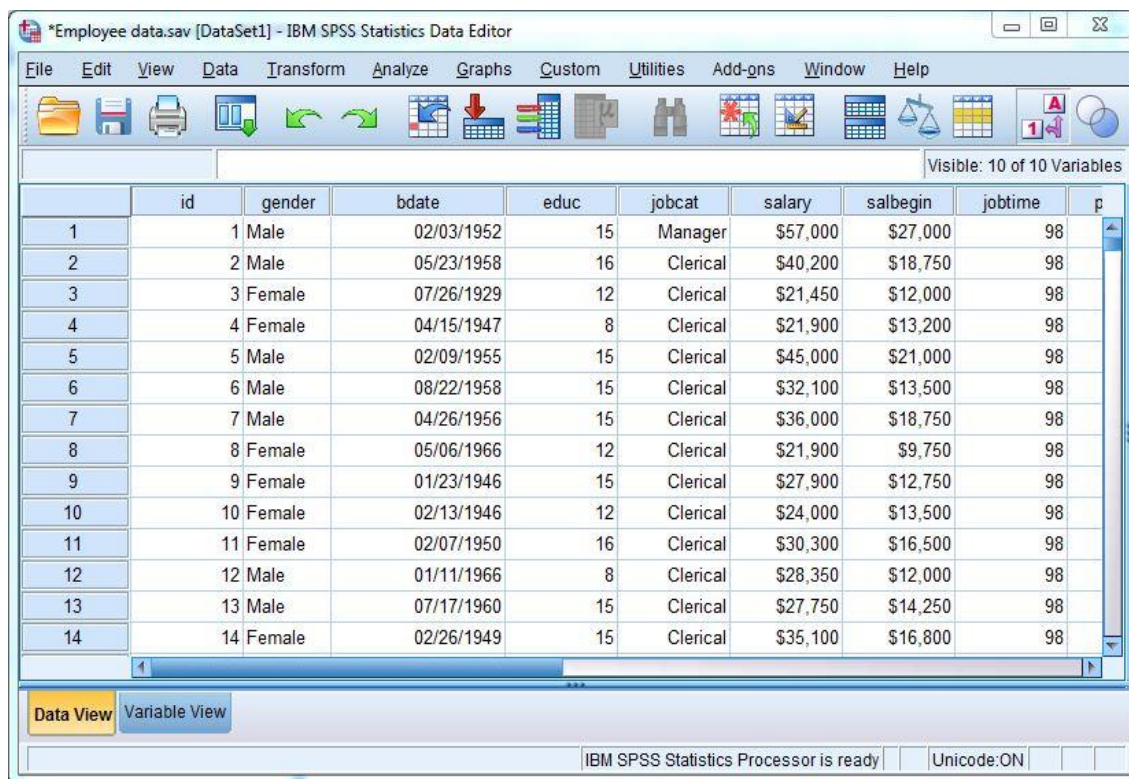 *Employee data.sav [DataSet1] - IBM SPSS Statistics Data Editor
File Edit View Data Transform Analyze Graphs Custom Utilities Add-ons Window Help
Visible: 10 of 10 Variables
id gender bdate educ jobcat salary salbegin jobtime p
1 1 Male 02/03/1952 15 Manager $57,000 $27,000 98
2 2 Male 05/23/1958 16 Clerical $40,200 $18,750 98
3 3 Female 07/26/1929 12 Clerical $21,450 $12,000 98
4 4 Female 04/15/1947 8 Clerical $21,900 $13,200 98
5 5 Male 02/09/1955 15 Clerical $45,000 $21,000 98
6 6 Male 08/22/1958 15 Clerical $32,100 $13,500 98
7 7 Male 04/26/1956 15 Clerical $36,000 $18,750 98
8 8 Female 05/06/1966 12 Clerical $21,900 $9,750 98
9 9 Female 01/23/1946 15 Clerical $27,900 $12,750 98
10 10 Female 02/13/1946 12 Clerical $24,000 $13,500 98
11 11 Female 02/07/1950 16 Clerical $30,300 $16,500 98
12 12 Male 01/11/1966 8 Clerical $28,350 $12,000 98
13 13 Male 07/17/1960 15 Clerical $27,750 $14,250 98
14 14 Female 02/26/1949 15 Clerical $35,100 $16,800 98
Data View Variable View
IBM SPSS Statistics Processor is ready Unicode:ON